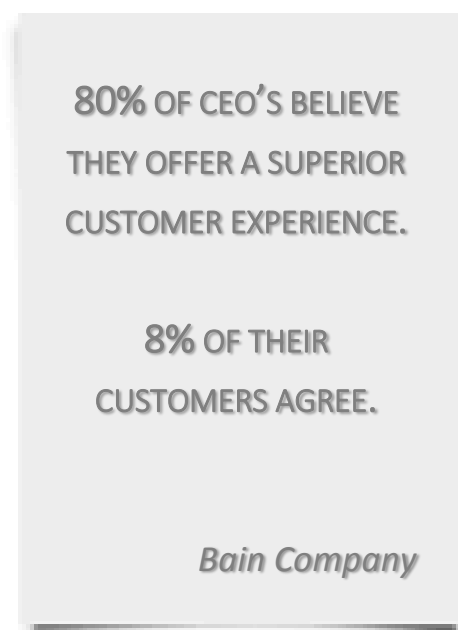 80% OF CEO’S BELIEVE
THEY OFFER A SUPERIOR
CUSTOMER EXPERIENCE.
8% OF THEIR
CUSTOMERS AGREE.
Bain Company